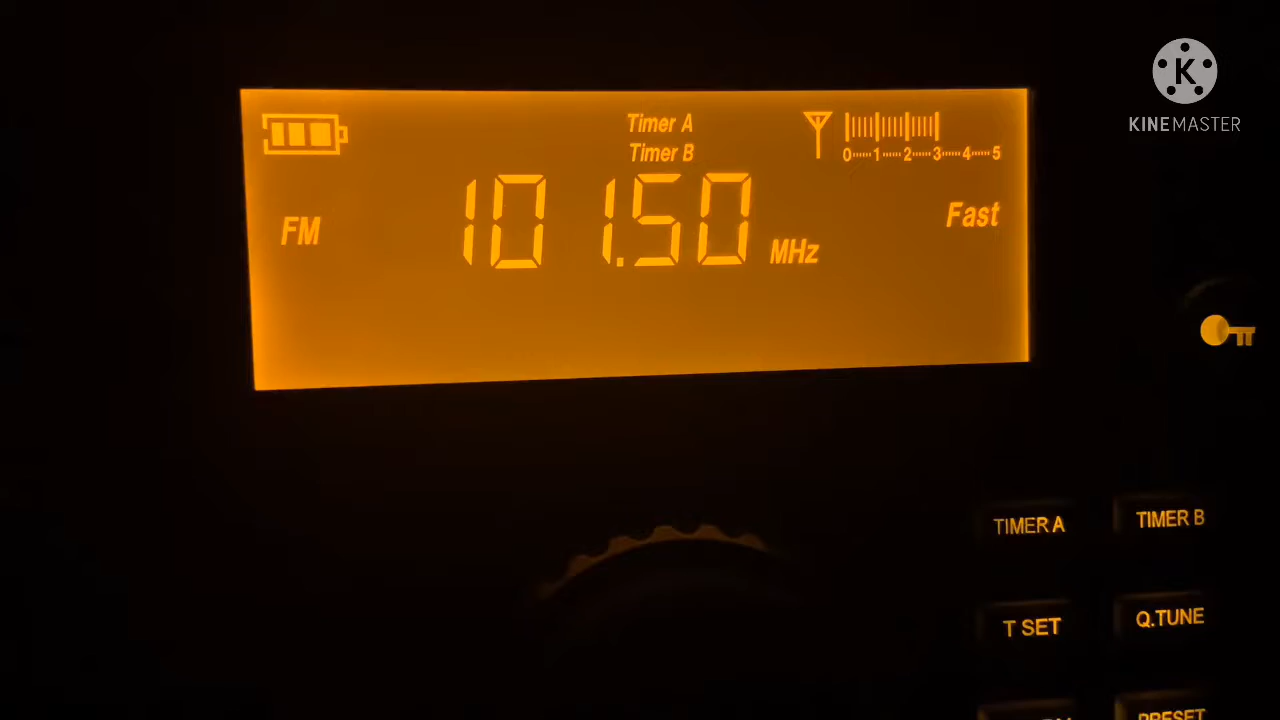 K
KINEMASTER
Timer A
Timer B
0 1 2 3 4 5
FM
101.50 MHz
Fast
TIMER A
TIMER B
T SET
Q.TUNE
PRESET